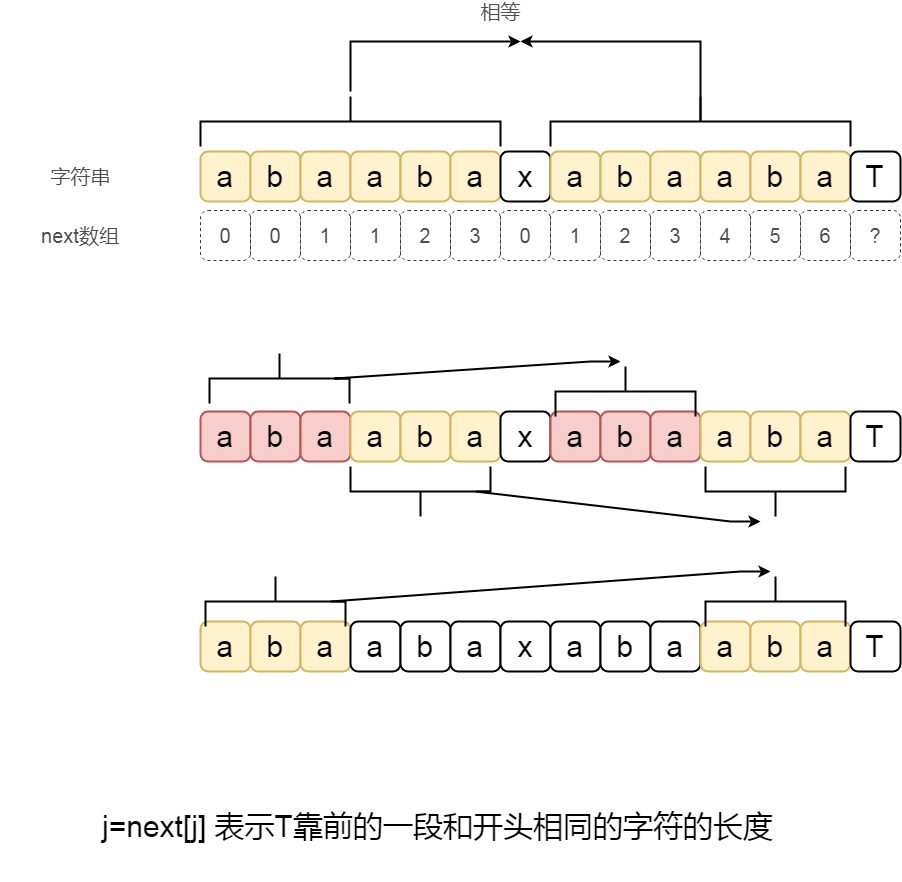 相等
字符串 a b a a b a x a b a a b a T
next数组 0 0 1 1 2 3 0 1 2 3 4 5 6 ?
a b a a b a x a b a a b a T
a b a a b a x a b a a b a T
j=next[j] 表示T靠前的一段和开头相同的字符的长度